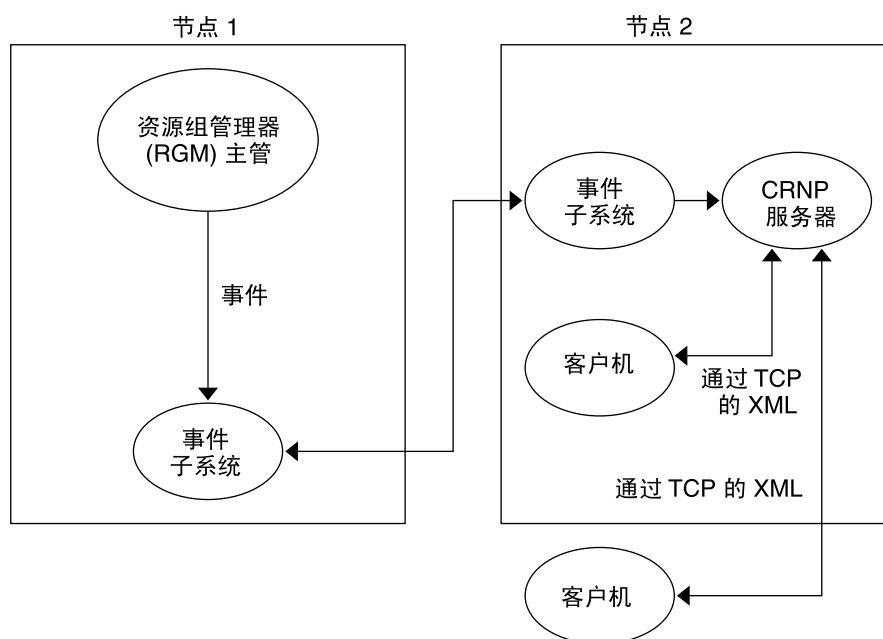 节点 1
资源组管理器
(RGM) 主管
事件
事件
子系统
节点 2
事件
子系统
CRNP
服务器
客户机
通过 TCP
的 XML
通过 TCP 的 XML
客户机